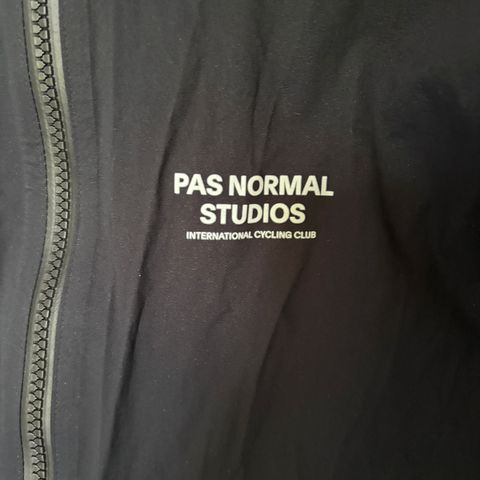 PAS NORMAL
STUDIOS
INTERNATIONAL CYCLING CLUB